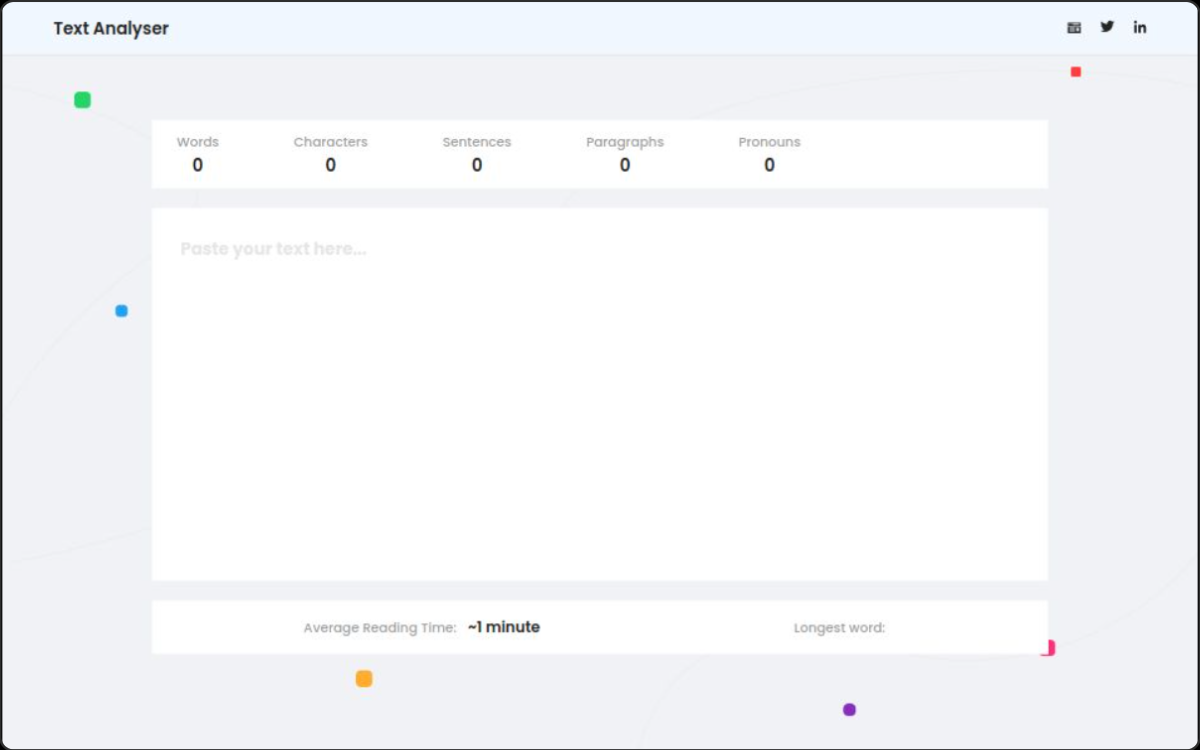 Text Analyser
Words Characters Sentences Paragraphs Pronouns
0 0 0 0 0
Paste your text here...
Average Reading Time: ~1 minute Longest word: